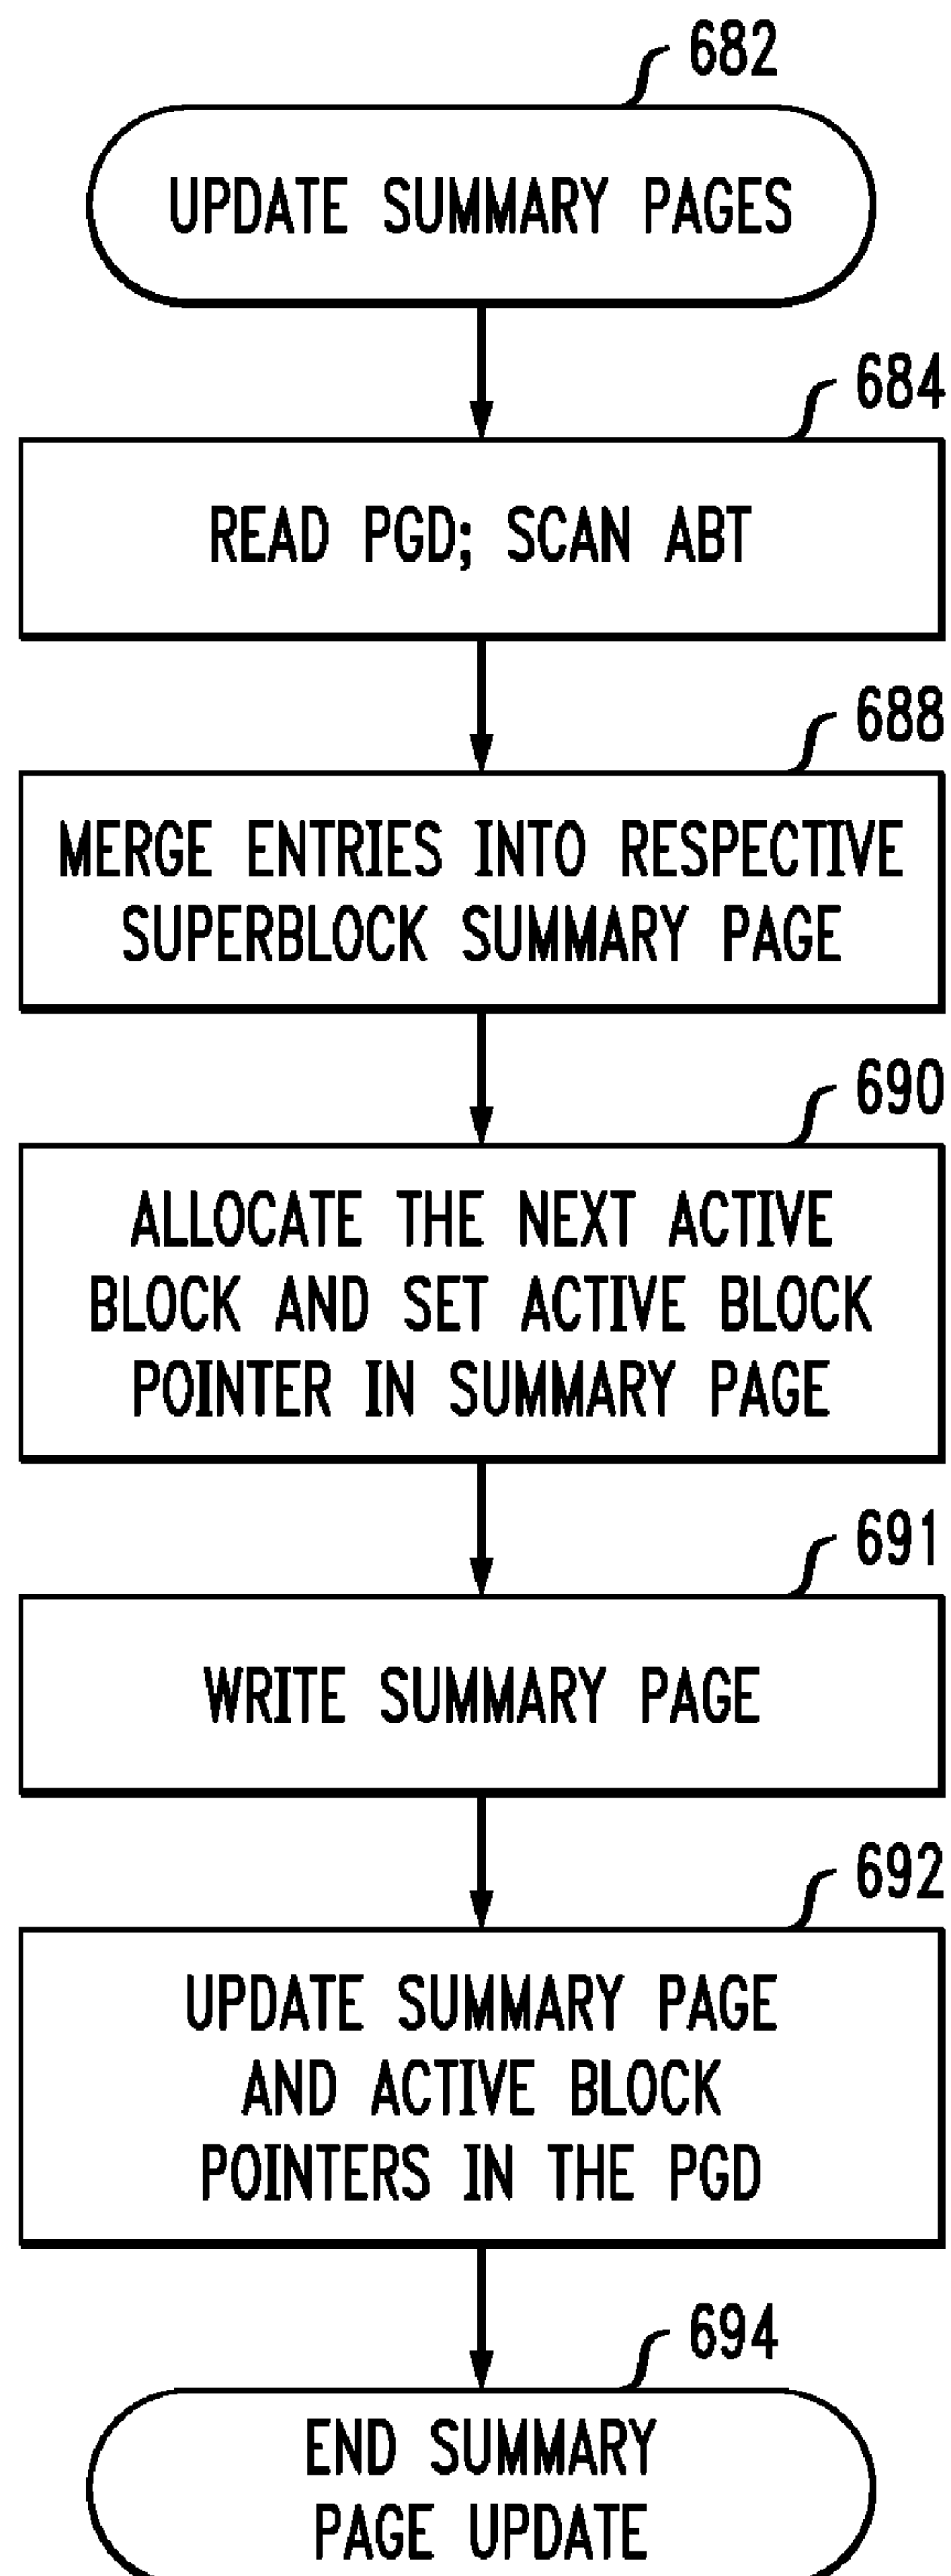 682
UPDATE SUMMARY PAGES
684
READ PGD; SCAN ABT
688
MERGE ENTRIES INTO RESPECTIVE
SUPERBLOCK SUMMARY PAGE
690
ALLOCATE THE NEXT ACTIVE
BLOCK AND SET ACTIVE BLOCK
POINTER IN SUMMARY PAGE
691
WRITE SUMMARY PAGE
692
UPDATE SUMMARY PAGE
AND ACTIVE BLOCK
POINTERS IN THE PGD
694
END SUMMARY
PAGE UPDATE